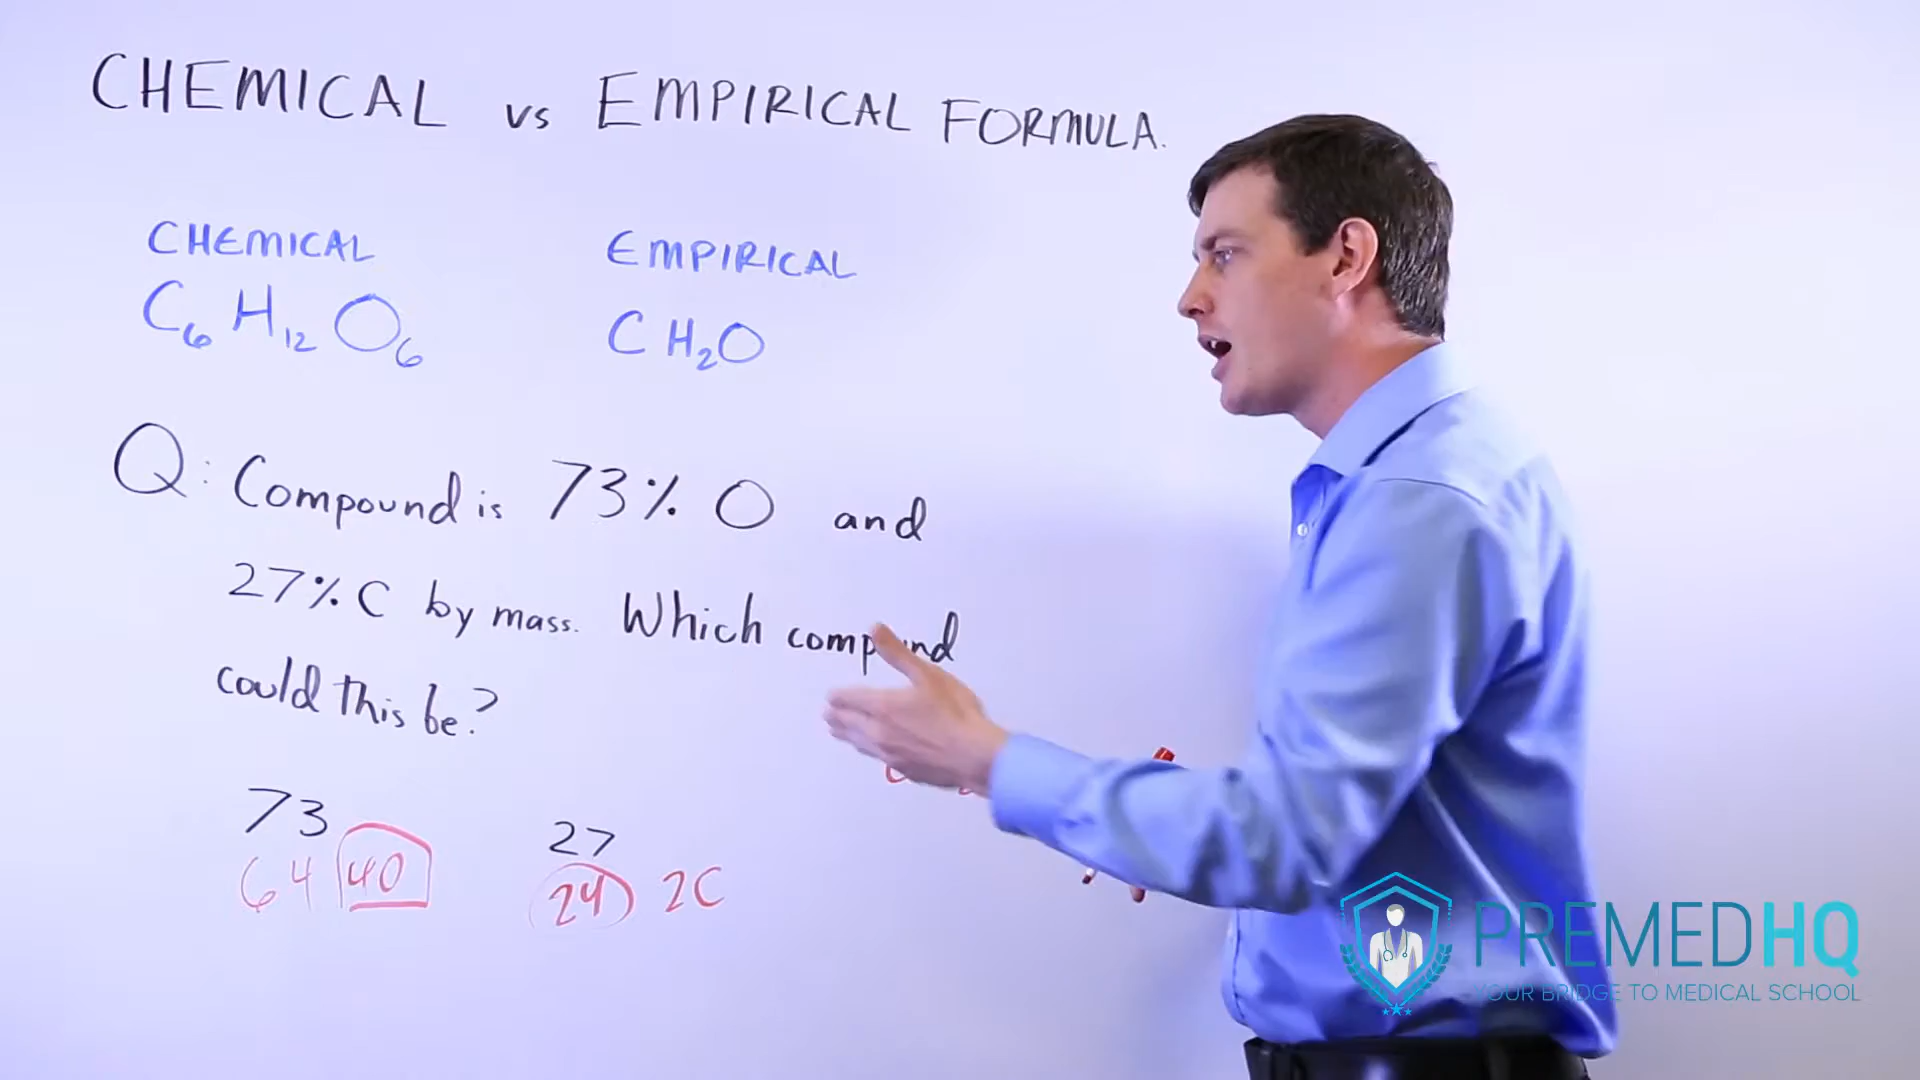 CHEMICAL vs EMPIRICAL FORMULA.
CHEMICAL
C6H12O6
EMPIRICAL
CH2O
Q: Compound is 73% O and
27% C by mass. Which compound
could this be?
73
64 40
27
24 2C
PREMEDHQ
YOUR BRIDGE TO MEDICAL SCHOOL